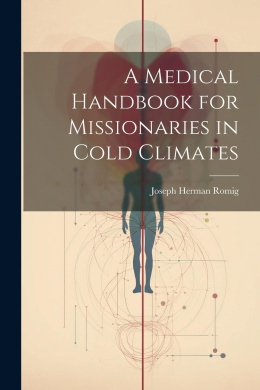 A Medical
Handbook for
Missionaries in
Cold Climates
Joseph Herman Romig